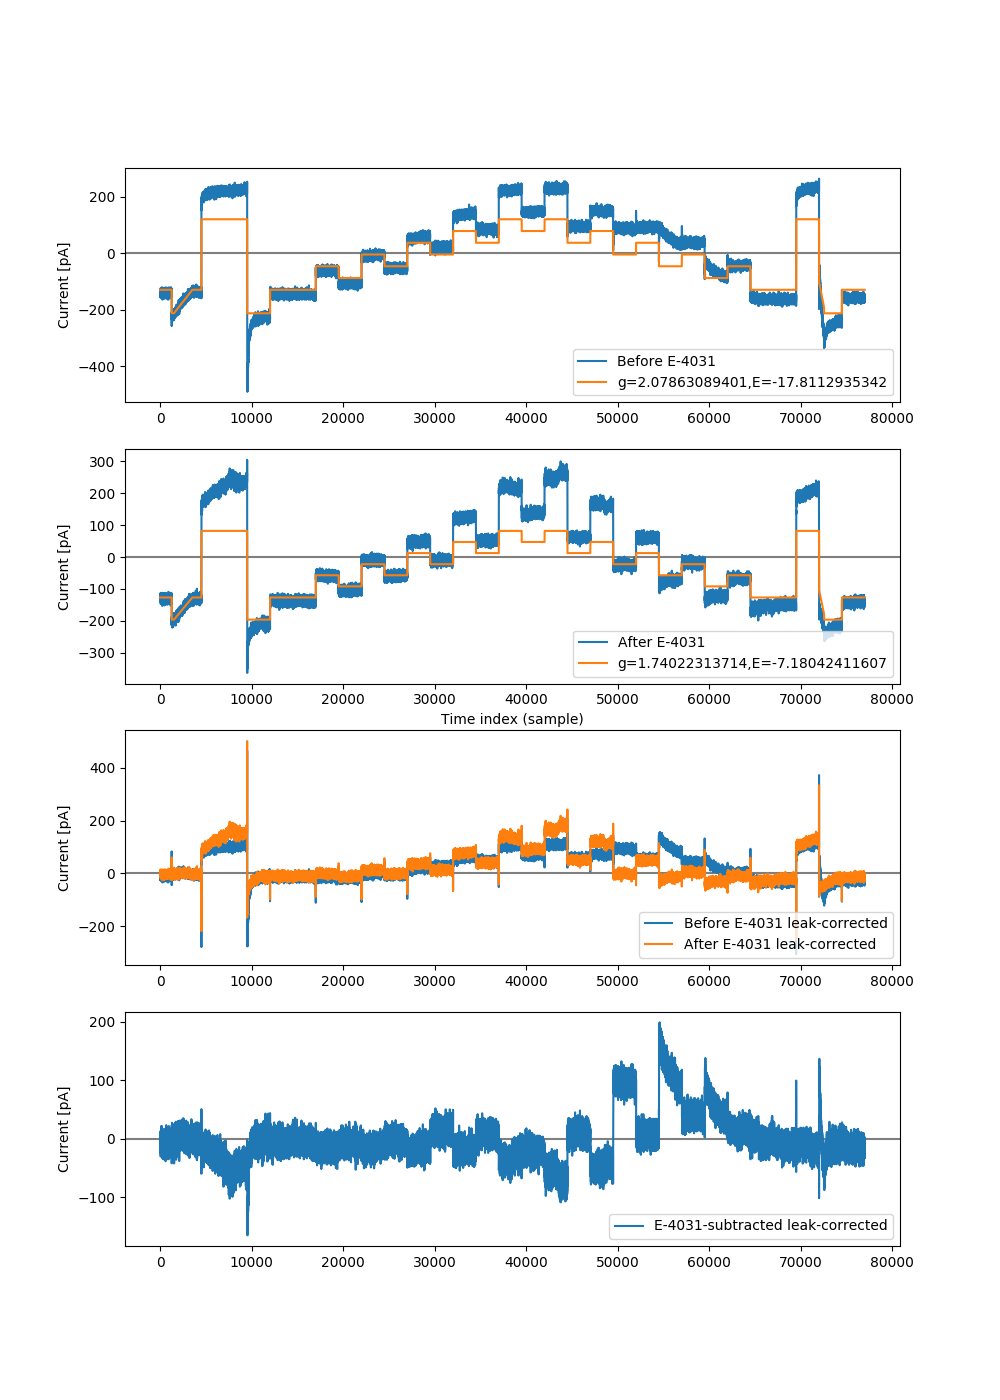 200
0
−200
−400
Current [pA]
Before E-4031
g=2.07863089401,E=-17.8112935342
0 10000 20000 30000 40000 50000 60000 70000 80000
300
200
100
0
−100
−200
−300
Current [pA]
After E-4031
g=1.74022313714,E=-7.18042411607
0 10000 20000 30000 40000 50000 60000 70000 80000
Time index (sample)
400
200
0
−200
Current [pA]
Before E-4031 leak-corrected
After E-4031 leak-corrected
0 10000 20000 30000 40000 50000 60000 70000 80000
200
100
0
−100
Current [pA]
E-4031-subtracted leak-corrected
0 10000 20000 30000 40000 50000 60000 70000 80000